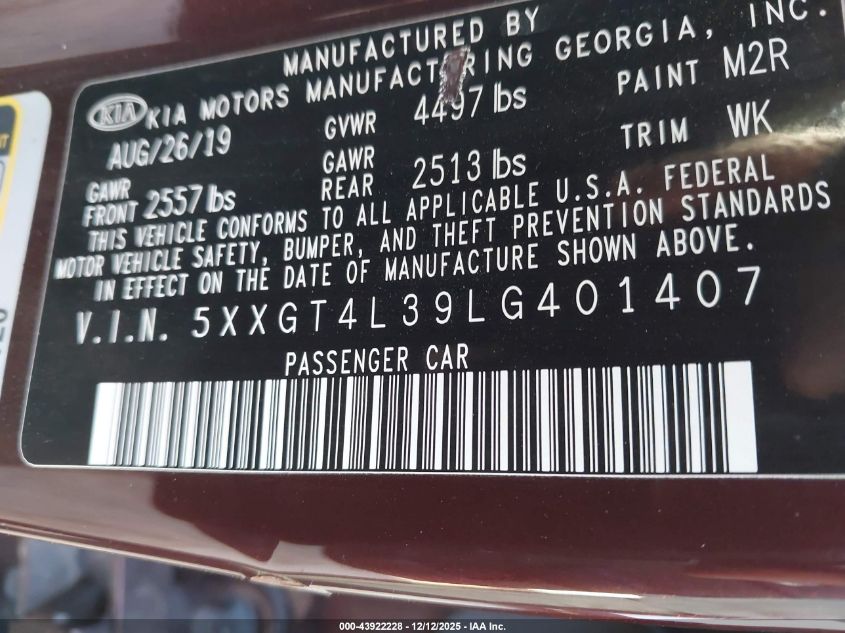 MANUFACTURED BY
KIA KIA MOTORS MANUFACTURING GEORGIA, INC.
AUG/26/19 GVWR 4497 lbs PAINT M2R
GAWR FRONT 2557 lbs GAWR REAR 2513 lbs TRIM WK
THIS VEHICLE CONFORMS TO ALL APPLICABLE U.S.A. FEDERAL
MOTOR VEHICLE SAFETY, BUMPER, AND THEFT PREVENTION STANDARDS
IN EFFECT ON THE DATE OF MANUFACTURE SHOWN ABOVE.
V.I.N. 5XXGT4L39LG401407
PASSENGER CAR
000-43922228 - 12/12/2025 - IAA Inc.